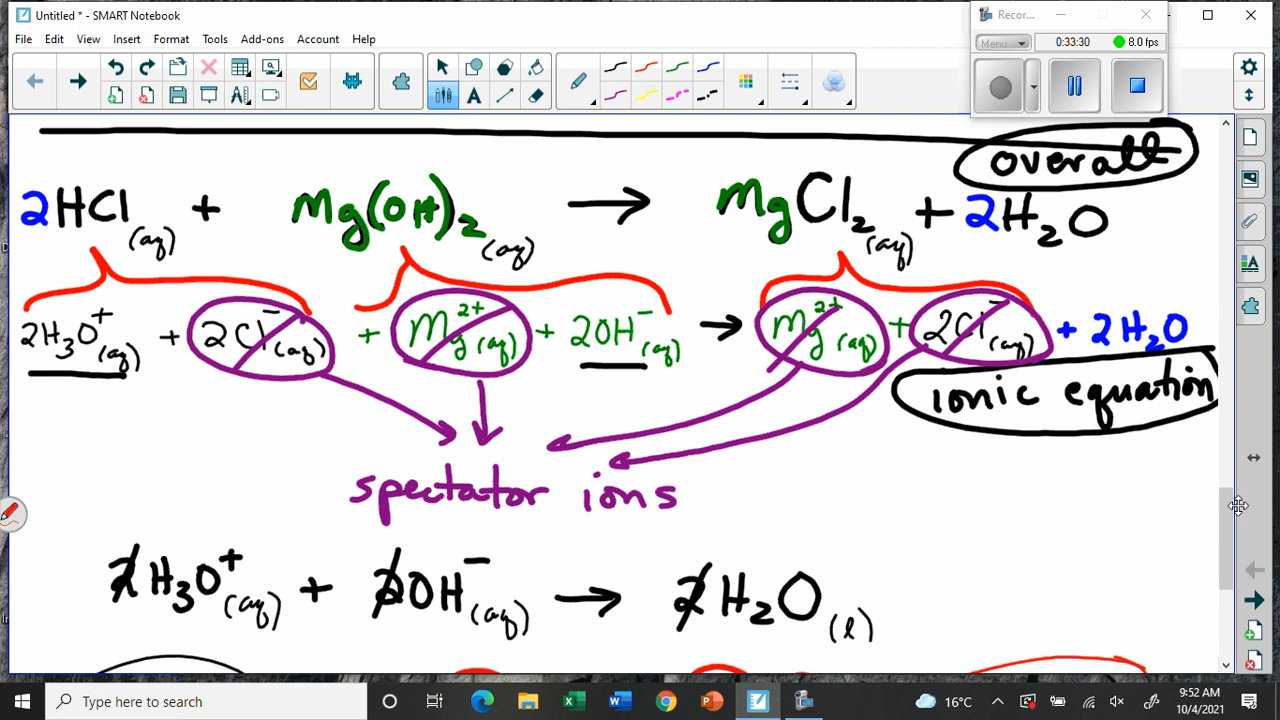 Untitled * - SMART Notebook
Recor...
File Edit View Insert Format Tools Add-ons Account Help
Menu
0:33:30
8.0 fps
overall
2HCl(aq) + Mg(OH)₂(aq) → MgCl₂(aq) + 2H₂O
2H₃O⁺(aq) + 2Cl⁻(aq) + Mg²⁺(aq) + 2OH⁻(aq) → Mg²⁺(aq) + 2Cl⁻(aq) + 2H₂O
ionic equation
spectator ions
2H₃O⁺(aq) + 2OH⁻(aq) → 2H₂O(l)
Type here to search
16°C
9:52 AM
10/4/2021